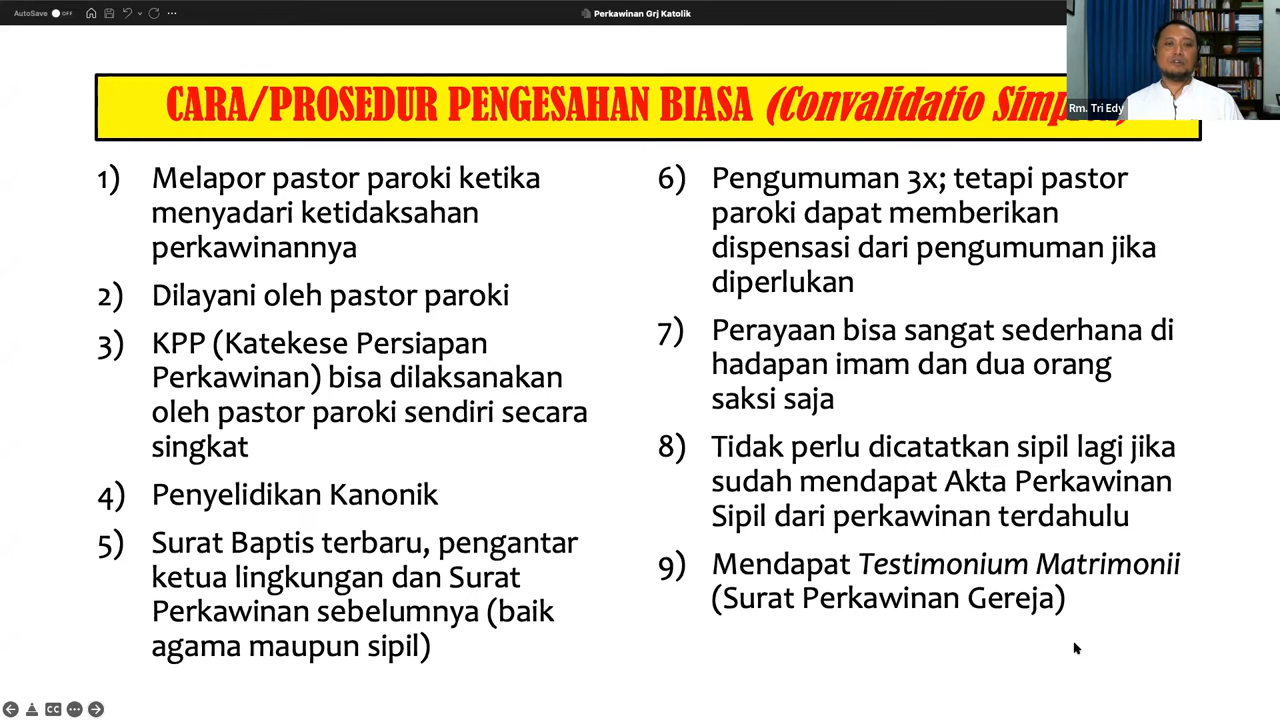 AutoSave OFF
Perkawinan Grj Katolik
Rm. Tri Edy
CARA/PROSEDUR PENGESAHAN BIASA (Convalidatio
1) Melapor pastor paroki ketika
menyadari ketidaksahan
perkawinannya
2) Dilayani oleh pastor paroki
3) KPP (Katekese Persiapan
Perkawinan) bisa dilaksanakan
oleh pastor paroki sendiri secara
singkat
4) Penyelidikan Kanonik
5) Surat Baptis terbaru, pengantar
ketua lingkungan dan Surat
Perkawinan sebelumnya (baik
agama maupun sipil)
6) Pengumuman 3x; tetapi pastor
paroki dapat memberikan
dispensasi dari pengumuman jika
diperlukan
7) Perayaan bisa sangat sederhana di
hadapan imam dan dua orang
saksi saja
8) Tidak perlu dicatatkan sipil lagi jika
sudah mendapat Akta Perkawinan
Sipil dari perkawinan terdahulu
9) Mendapat Testimonium Matrimonii
(Surat Perkawinan Gereja)
CC